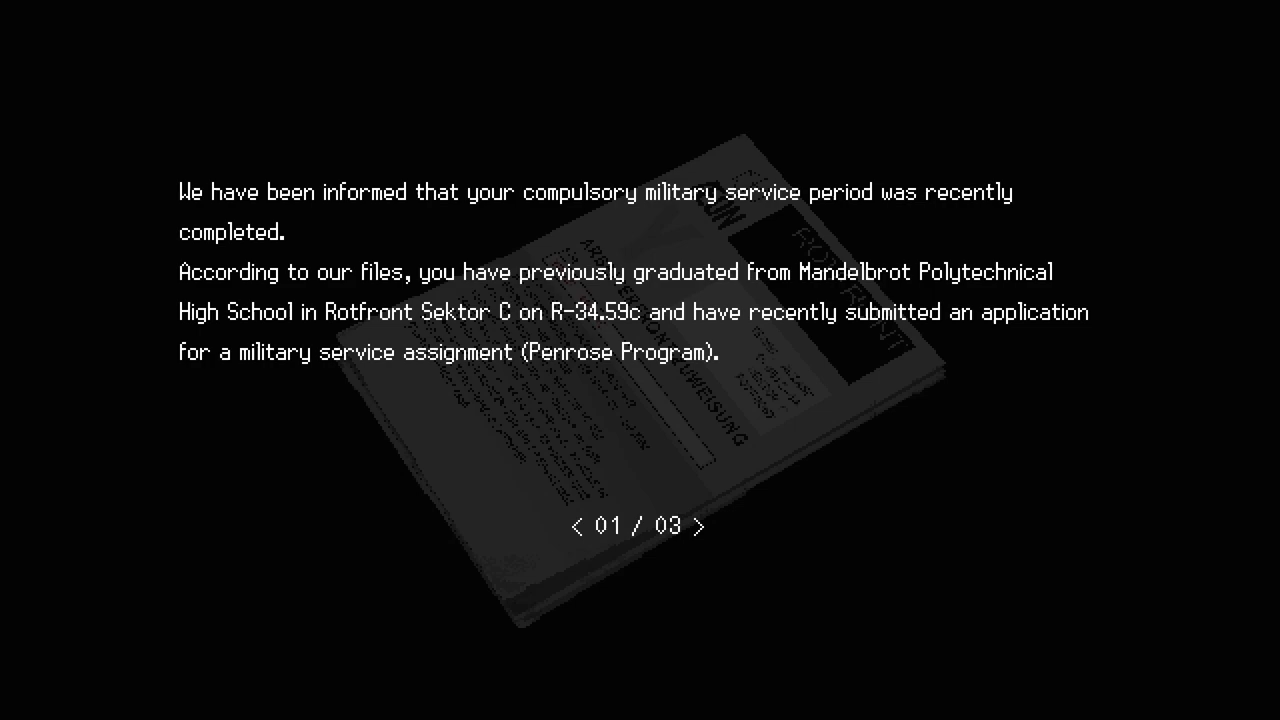 We have been informed that your compulsory military service period was recently
completed.
According to our files, you have previously graduated from Mandelbrot Polytechnical
High School in Rotfront Sektor C on R-34.59c and have recently submitted an application
for a military service assignment (Penrose Program).
ROTFRONT
< 01 / 03 >